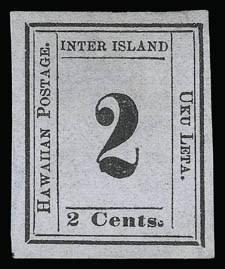 INTER ISLAND
HAWAIIAN POSTAGE.
2
UKU LETA.
2 Cents.